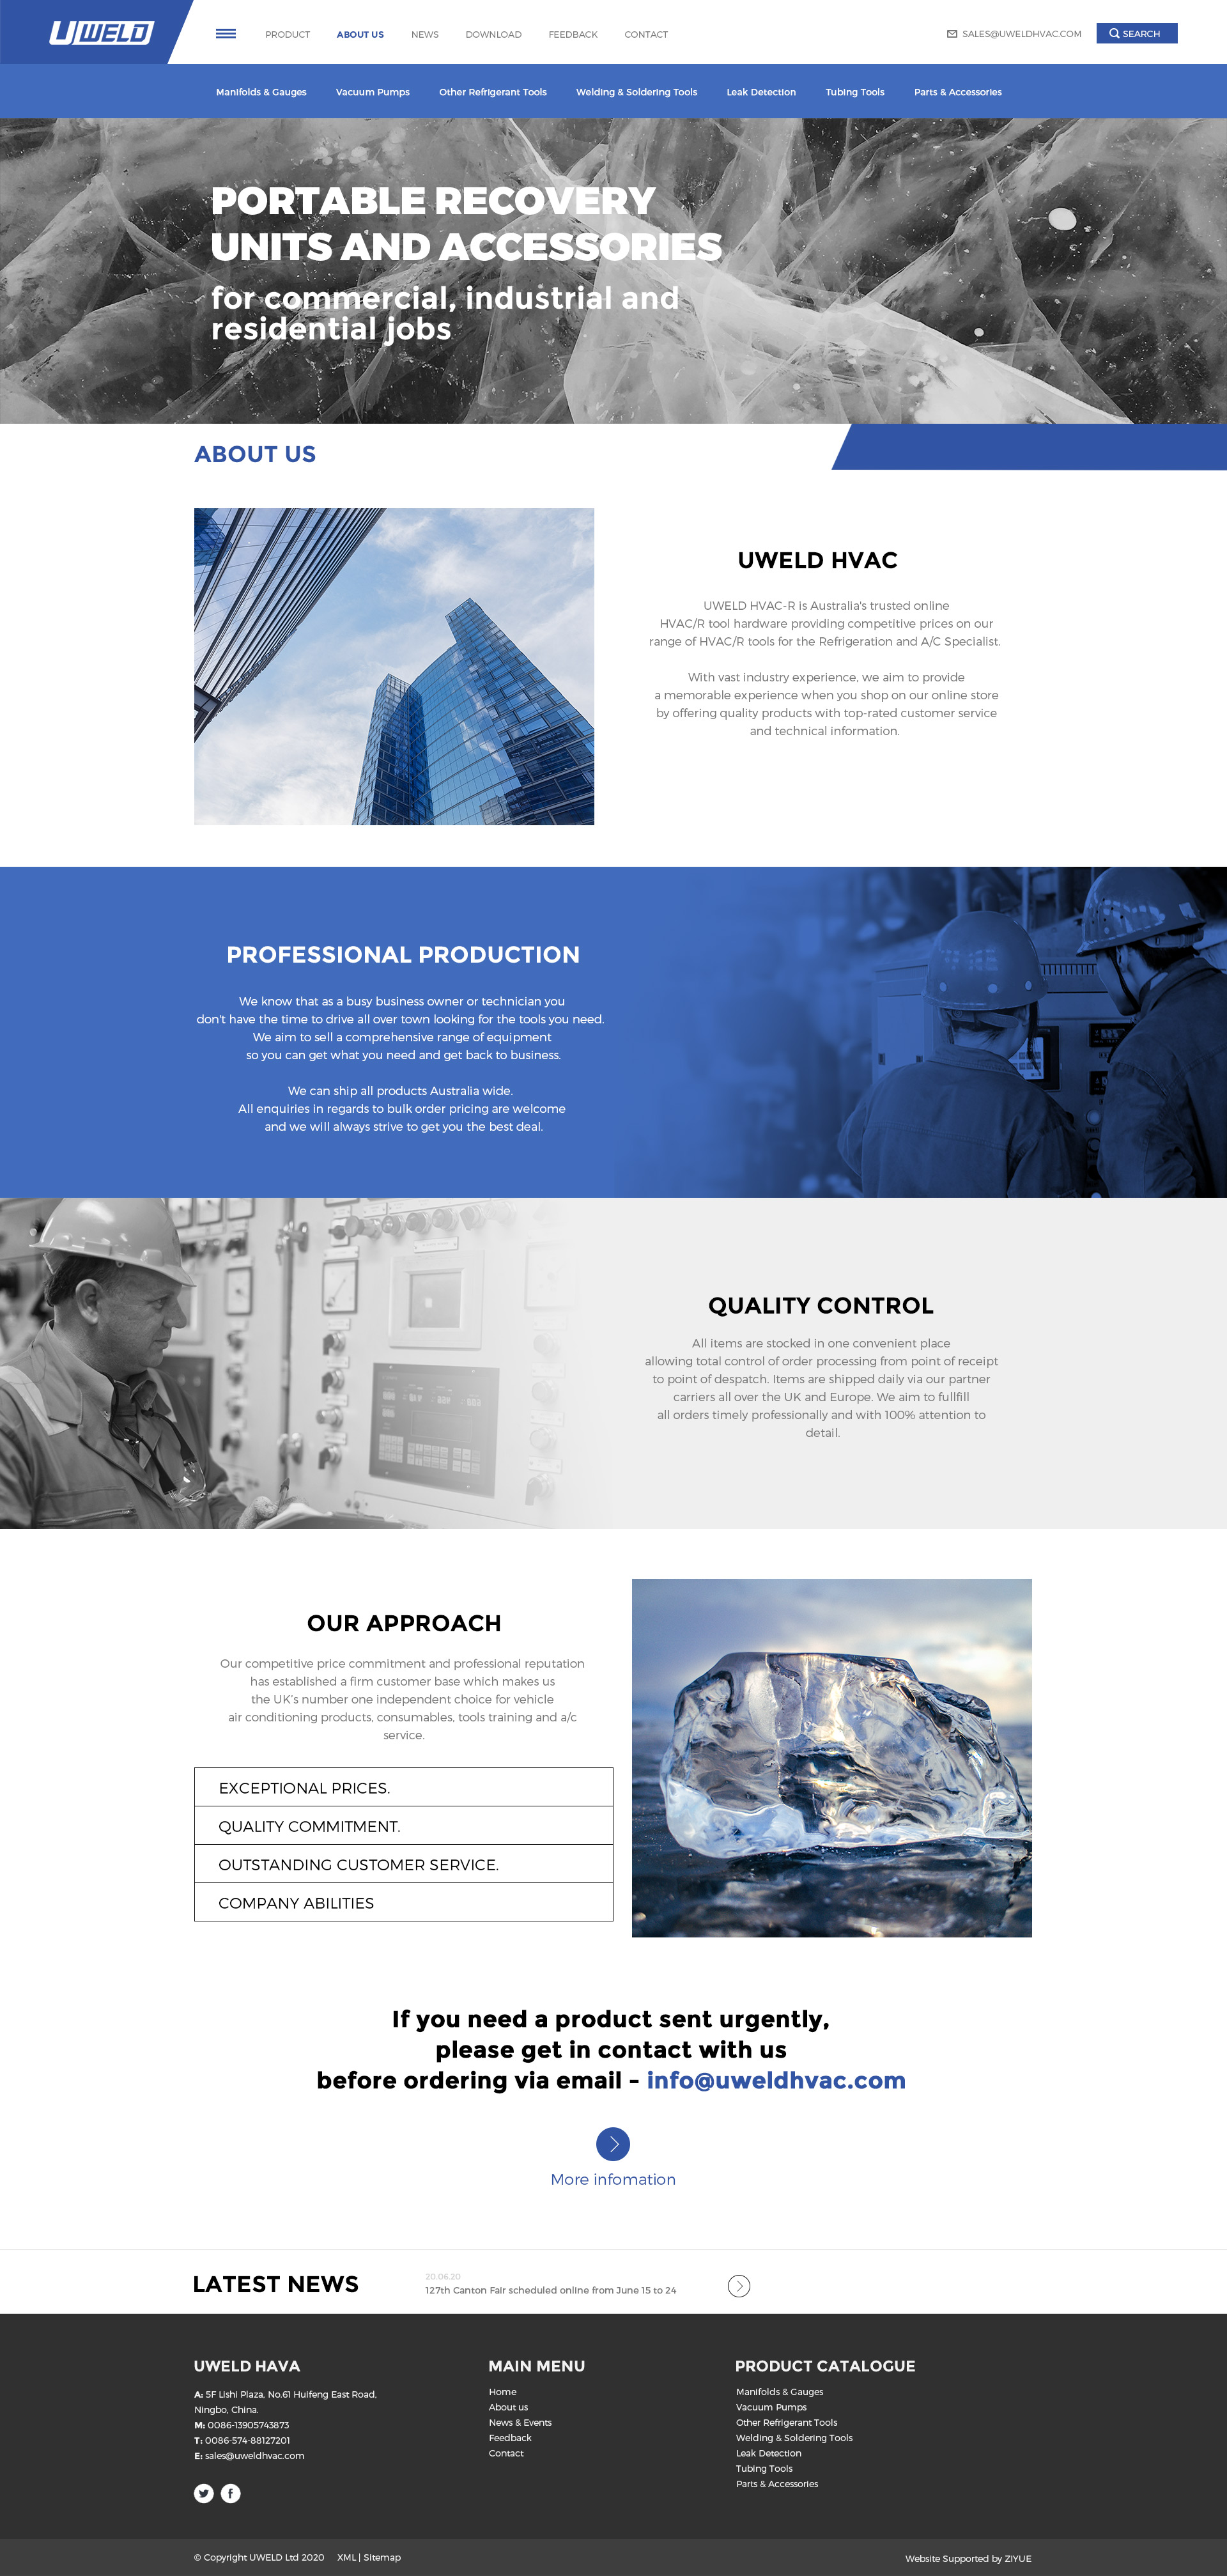 UWELD
PRODUCT ABOUT US NEWS DOWNLOAD FEEDBACK CONTACT
SALES@UWELDHVAC.COM
SEARCH
Manifolds & Gauges Vacuum Pumps Other Refrigerant Tools Welding & Soldering Tools Leak Detection Tubing Tools Parts & Accessories
PORTABLE RECOVERY
UNITS AND ACCESSORIES
for commercial, industrial and
residential jobs
ABOUT US
UWELD HVAC
UWELD HVAC-R is Australia's trusted online
HVAC/R tool hardware providing competitive prices on our
range of HVAC/R tools for the Refrigeration and A/C Specialist.
With vast industry experience, we aim to provide
a memorable experience when you shop on our online store
by offering quality products with top-rated customer service
and technical information.
PROFESSIONAL PRODUCTION
We know that as a busy business owner or technician you
don't have the time to drive all over town looking for the tools you need.
We aim to sell a comprehensive range of equipment
so you can get what you need and get back to business.
We can ship all products Australia wide.
All enquiries in regards to bulk order pricing are welcome
and we will always strive to get you the best deal.
QUALITY CONTROL
All items are stocked in one convenient place
allowing total control of order processing from point of receipt
to point of despatch. Items are shipped daily via our partner
carriers all over the UK and Europe. We aim to fullfill
all orders timely professionally and with 100% attention to
detail.
OUR APPROACH
Our competitive price commitment and professional reputation
has established a firm customer base which makes us
the UK's number one independent choice for vehicle
air conditioning products, consumables, tools training and a/c
service.
EXCEPTIONAL PRICES.
QUALITY COMMITMENT.
OUTSTANDING CUSTOMER SERVICE.
COMPANY ABILITIES
If you need a product sent urgently,
please get in contact with us
before ordering via email - info@uweldhvac.com
More infomation
LATEST NEWS
20.06.20
127th Canton Fair scheduled online from June 15 to 24
UWELD HAVA
A: 5F Lishi Plaza, No.61 Huifeng East Road,
Ningbo, China.
M: 0086-13905743873
T: 0086-574-88127201
E: sales@uweldhvac.com
MAIN MENU
Home
About us
News & Events
Feedback
Contact
PRODUCT CATALOGUE
Manifolds & Gauges
Vacuum Pumps
Other Refrigerant Tools
Welding & Soldering Tools
Leak Detection
Tubing Tools
Parts & Accessories
© Copyright UWELD Ltd 2020 XML | Sitemap
Website Supported by ZIYUE